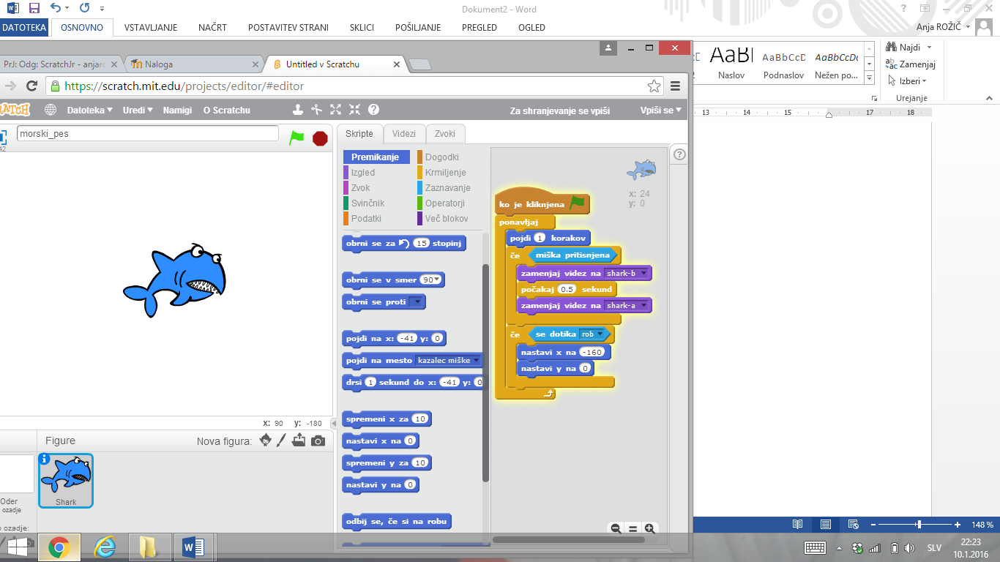 Dokument2 - Word
DATOTEKA OSNOVNO VSTAVLJANJE NAČRT POSTAVITEV STRANI SKLICI POŠILJANJE PREGLED OGLED
Anja ROŽIČ
PrJ: Odg: ScratchJr - anjaro
Naloga
Untitled v Scratchu
https://scratch.mit.edu/projects/editor/#editor
AaBl AaBbCcD AaBbCcDc
Naslov Podnaslov Nežen po...
Najdi
Zamenjaj
Izberi
Urejanje
13 14 15 17 18
SCRATCH Datoteka Uredi Namigi O Scratchu Za shranjevanje se vpiši Vpiši se
morski_pes
Skripte Videzi Zvoki
Premikanje Dogodki
Izgled Krmiljenje
Zvok Zaznavanje
Svinčnik Operatorji
Podatki Več blokov
obrni se za 15 stopinj
obrni se v smer 90
obrni se proti
pojdi na x: -41 y: 0
pojdi na mesto kazalec miške
drsi 1 sekund do x: -41 y: 0
spremeni x za 10
nastavi x na 0
spremeni y za 10
nastavi y na 0
odbij se, če si na robu
x: 24
y: 0
ko je kliknjena
ponavljaj
pojdi 1 korakov
če miška pritisnjena
zamenjaj videz na shark-b
počakaj 0.5 sekund
zamenjaj videz na shark-a
če se dotika rob
nastavi x na -160
nastavi y na 0
x: 90 y: -180
Figure Nova figura:
Shark
Oder
ozadje
ozadje:
148 %
SLV
22:23
10.1.2016